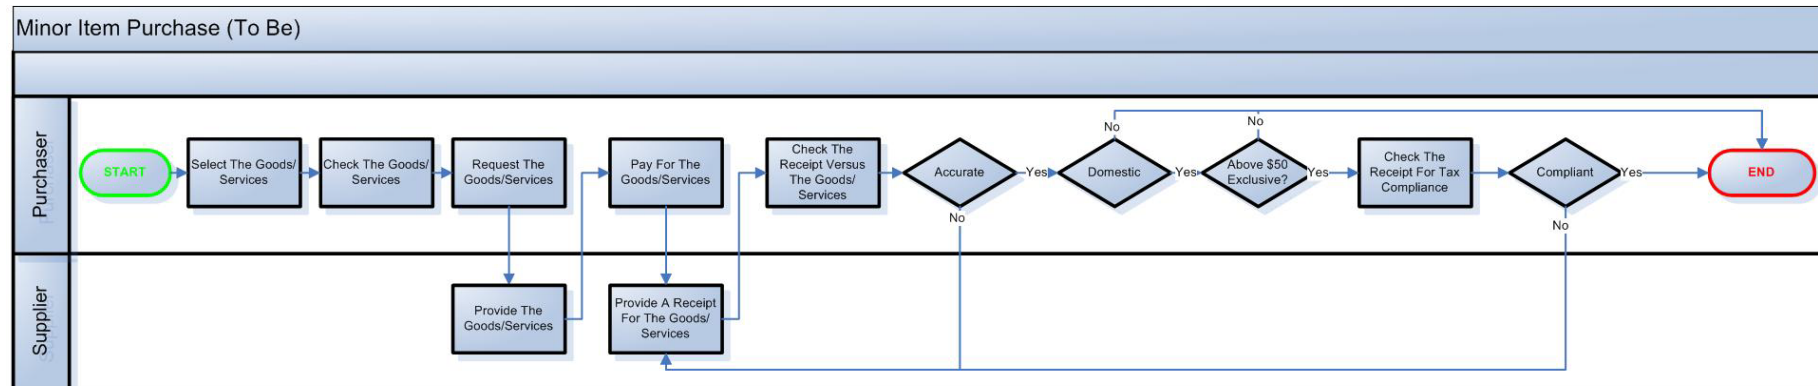 Minor Item Purchase (To Be)
Purchaser
START
Select The Goods/
Services
Check The Goods/
Services
Request The
Goods/Services
Pay For The
Goods/Services
Check The
Receipt Versus
The Goods/
Services
Accurate
Yes
No
Domestic
Yes
No
Above $50
Exclusive?
Yes
No
Check The
Receipt For Tax
Compliance
Compliant
Yes
No
END
Supplier
Provide The
Goods/Services
Provide A Receipt
For The Goods/
Services